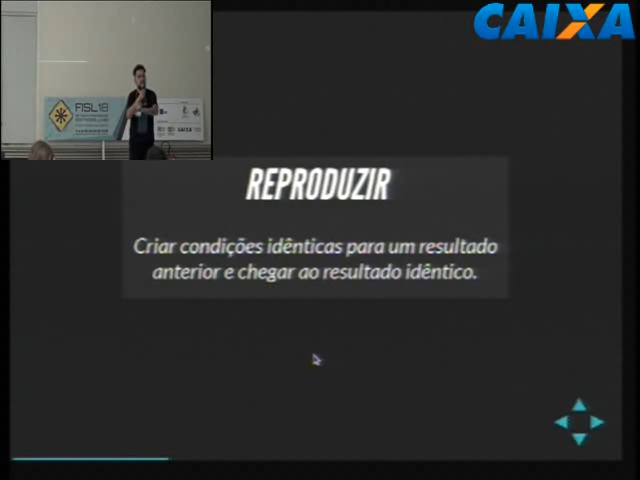 CAIXA
FISL18
REPRODUZIR
Criar condições idênticas para um resultado
anterior e chegar ao resultado idêntico.